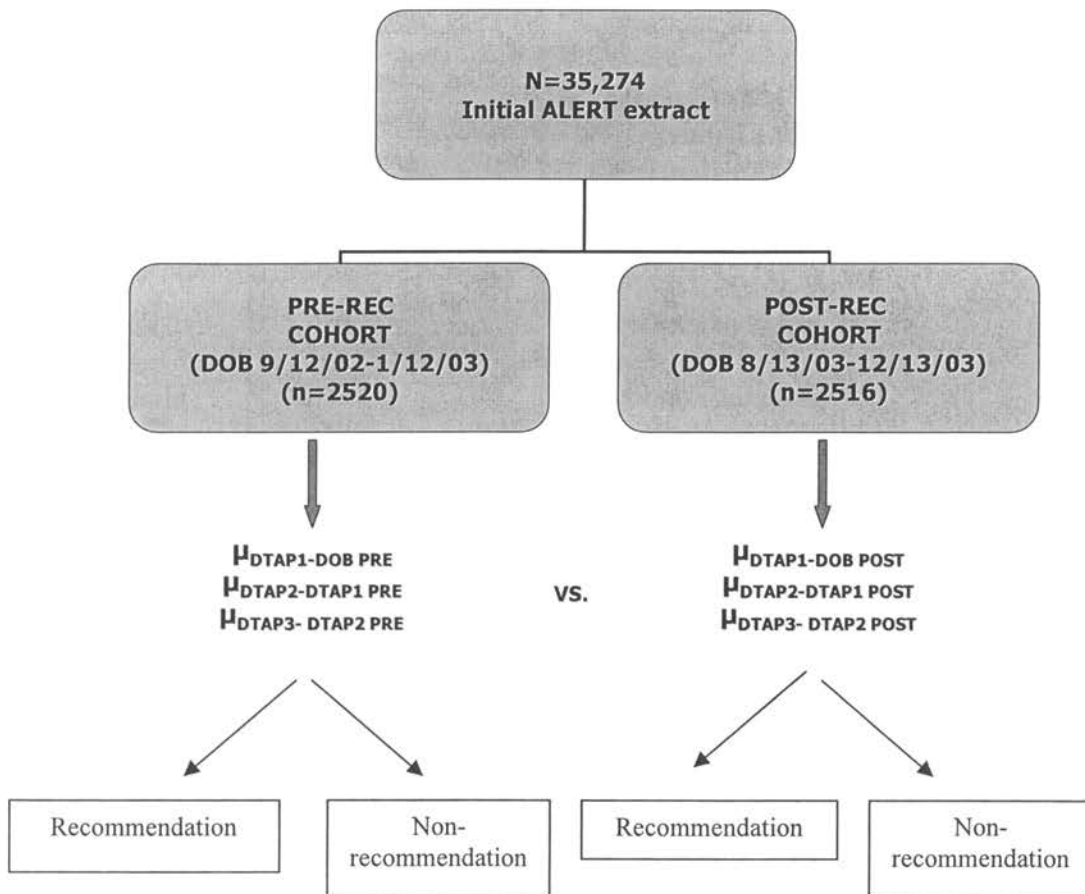 N=35,274
Initial ALERT extract
PRE-REC
COHORT
(DOB 9/12/02-1/12/03)
(n=2520)
POST-REC
COHORT
(DOB 8/13/03-12/13/03)
(n=2516)
μDTAP1-DOB PRE
μDTAP2-DTAP1 PRE
μDTAP3- DTAP2 PRE
VS.
μDTAP1-DOB POST
μDTAP2-DTAP1 POST
μDTAP3- DTAP2 POST
Recommendation
Non-
recommendation
Recommendation
Non-
recommendation